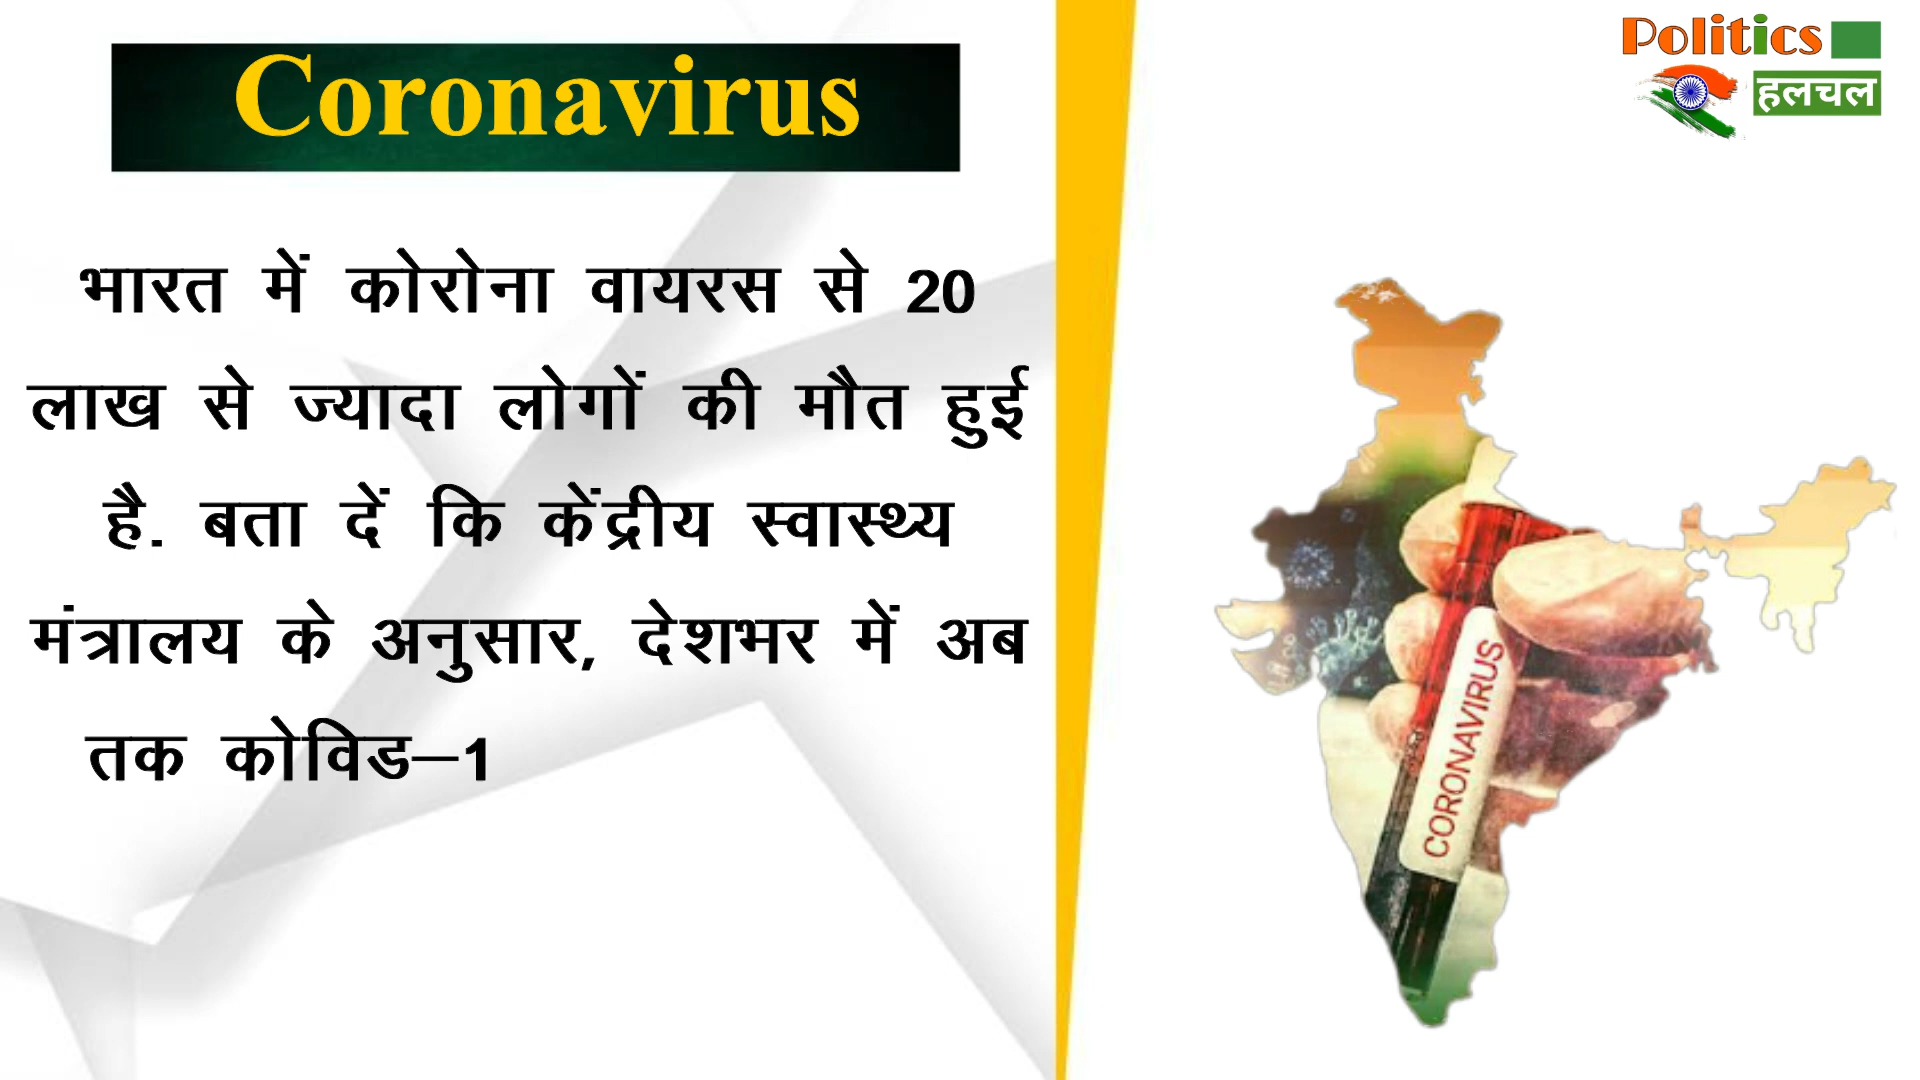 Coronavirus
Politics
हलचल
भारत में कोरोना वायरस से 20
लाख से ज्यादा लोगों की मौत हुई
है. बता दें कि केंद्रीय स्वास्थ्य
मंत्रालय के अनुसार, देशभर में अब
तक कोविड–1
CORONAVIRUS